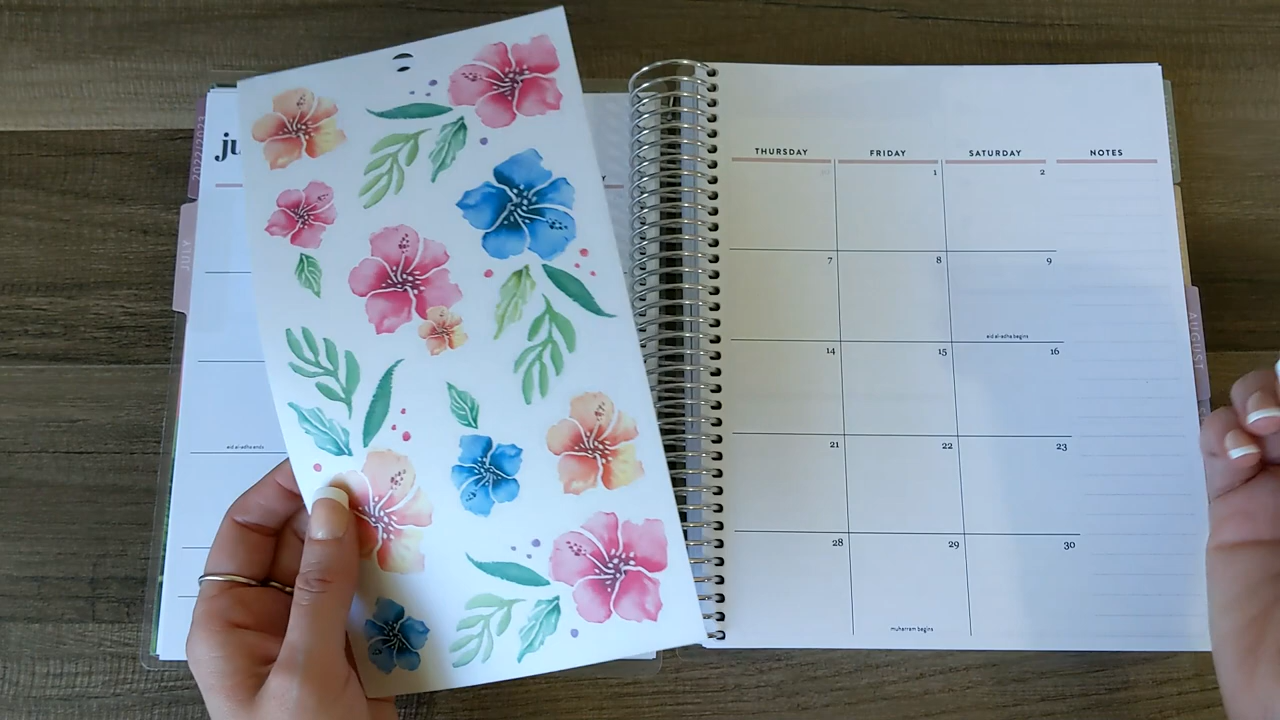 2022/2023
JULY
ju
THURSDAY FRIDAY SATURDAY NOTES
1 2
7 8 9
eid al-adha begins
14 15 16
eid al-adha ends
21 22 23
28 29 30
muharram begins
AUGUST